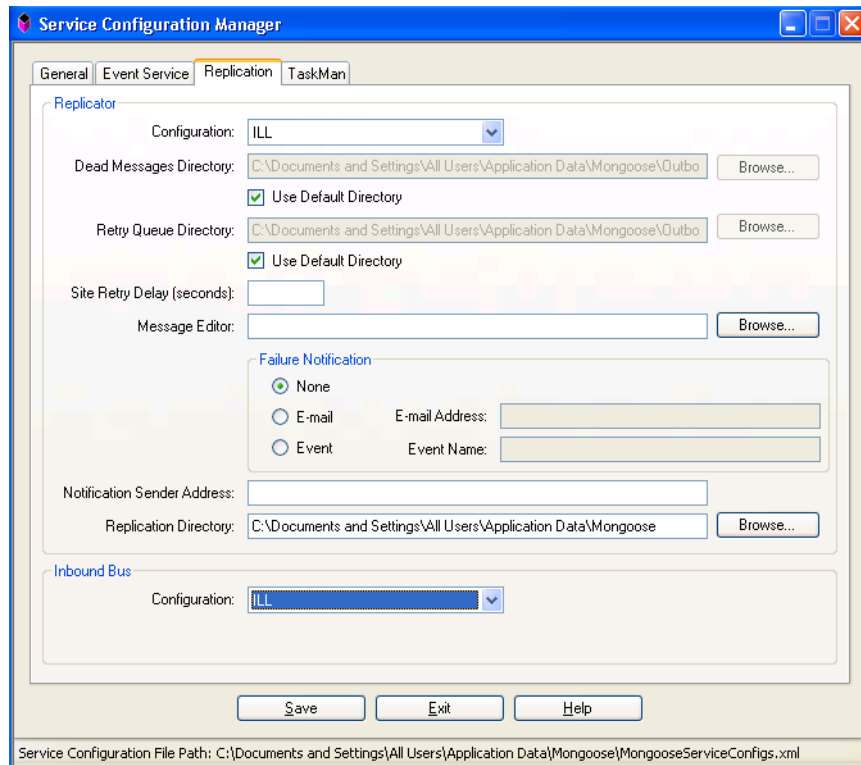 Service Configuration Manager
General Event Service Replication TaskMan
Replicator
Configuration: ILL
Dead Messages Directory: C:\Documents and Settings\All Users\Application Data\Mongoose\Outbo Browse...
Use Default Directory
Retry Queue Directory: C:\Documents and Settings\All Users\Application Data\Mongoose\Outbo Browse...
Use Default Directory
Site Retry Delay (seconds):
Message Editor: Browse...
Failure Notification
None
E-mail E-mail Address:
Event Event Name:
Notification Sender Address:
Replication Directory: C:\Documents and Settings\All Users\Application Data\Mongoose Browse...
Inbound Bus
Configuration: ILL
Save Exit Help
Service Configuration File Path: C:\Documents and Settings\All Users\Application Data\Mongoose\MongooseServiceConfigs.xml